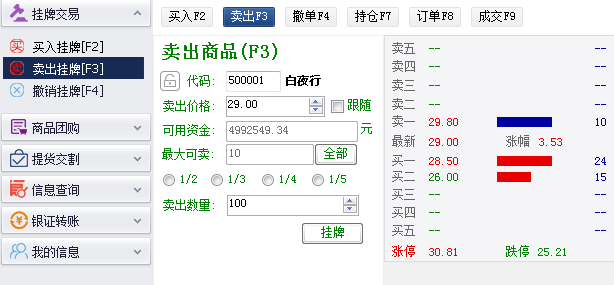 挂牌交易
买入挂牌[F2]
卖出挂牌[F3]
撤销挂牌[F4]
商品团购
提货交割
信息查询
银证转账
我的信息
买入F2 卖出F3 撤单F4 持仓F7 订单F8 成交F9
卖出商品(F3)
代码: 500001 白夜行
卖出价格: 29.00 跟随
可用资金: 4992549.34 元
最大可卖: 10 全部
1/2 1/3 1/4 1/5
卖出数量: 100
挂牌
卖五 --
卖四 -- --
卖三 -- --
卖二 -- --
卖一 29.80 10
最新 29.00 涨幅 3.53
买一 28.50 24
买二 26.00 15
买三 -- --
买四 -- --
买五 -- --
涨停 30.81 跌停 25.21